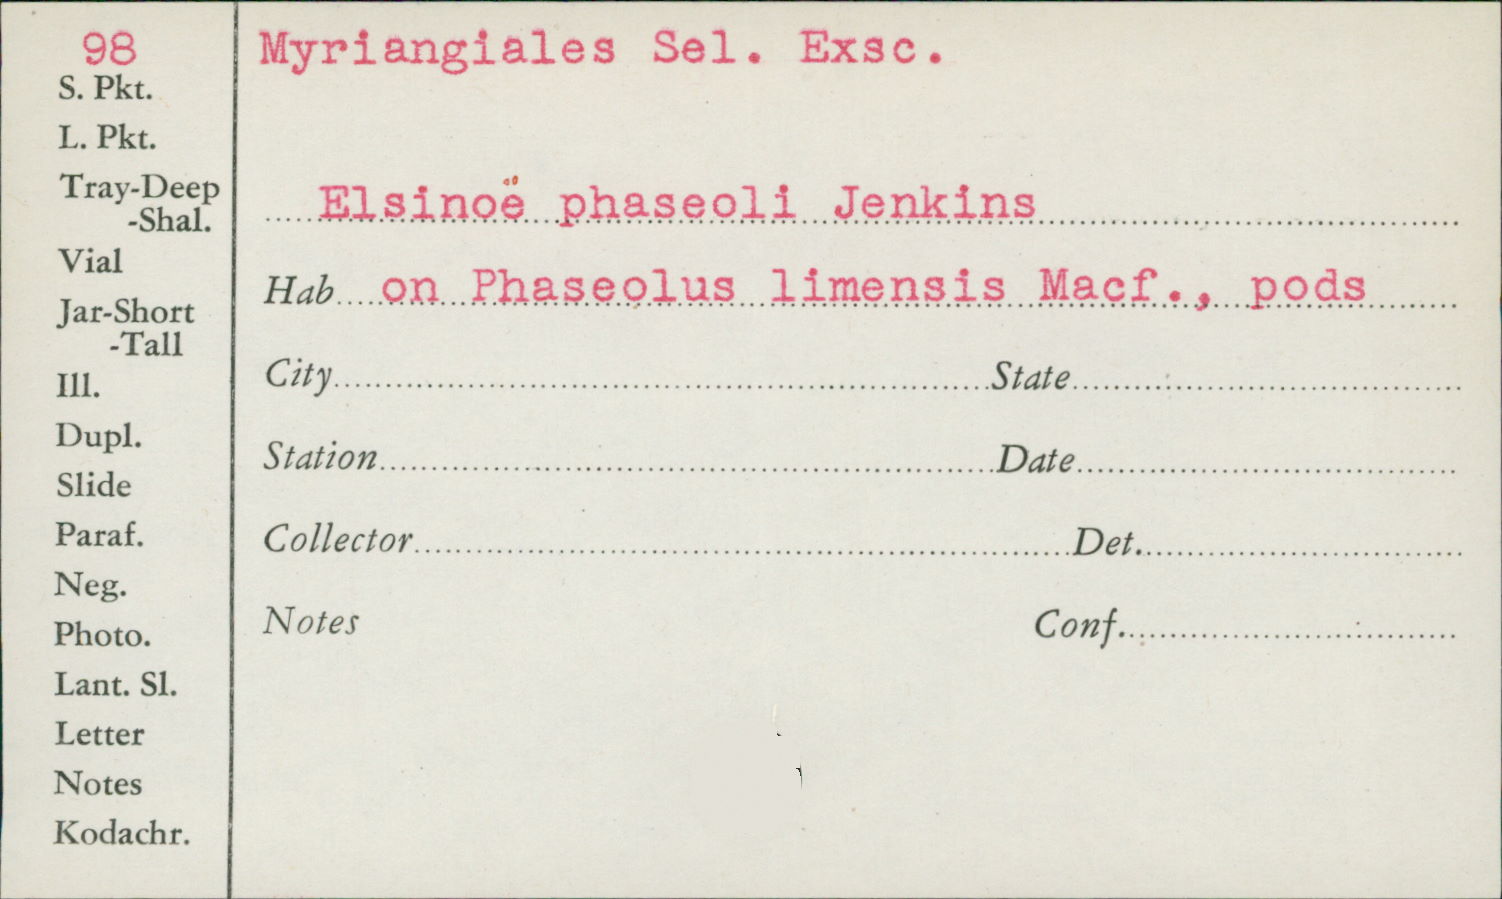 98
S. Pkt.
L. Pkt.
Tray-Deep
-Shal.
Vial
Jar-Short
-Tall
Ill.
Dupl.
Slide
Paraf.
Neg.
Photo.
Lant. Sl.
Letter
Notes
Kodachr.
Myriangiales Sel. Exsc.
Elsinoë phaseoli Jenkins
Hab. on Phaseolus limensis Macf., pods
City State
Station Date
Collector Det.
Notes Conf.